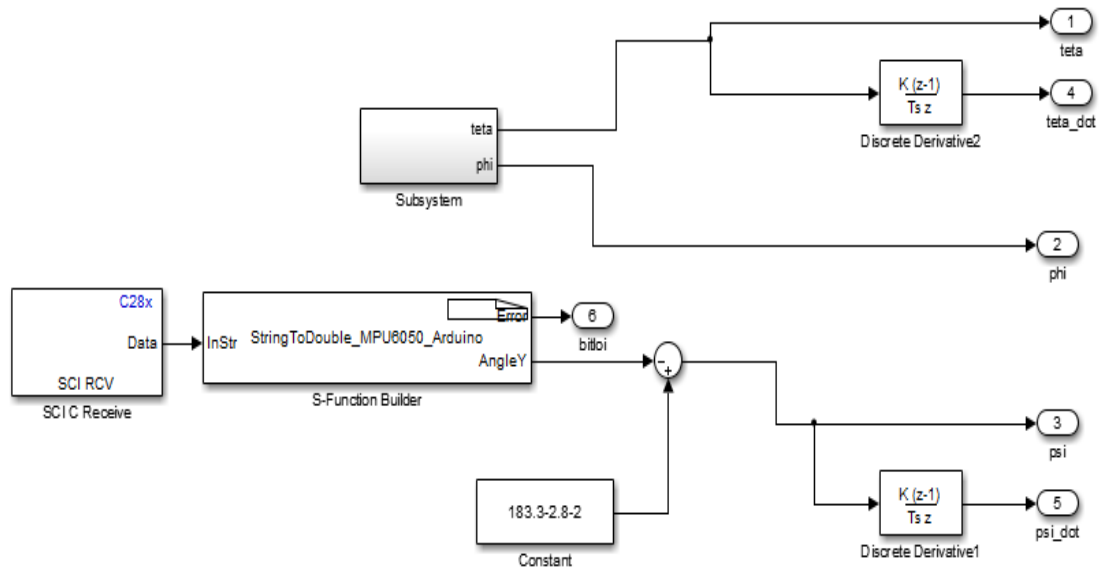 1
teta
K (z-1)
Ts z
Discrete Derivative2
4
teta_dot
teta
phi
Subsystem
2
phi
C28x
Data
SCI RCV
SCI C Receive
InStr
StringToDouble_MPU6050_Arduino
Error
AngleY
S-Function Builder
6
bitloi
-
+
3
psi
183.3-2.8-2
Constant
K (z-1)
Ts z
Discrete Derivative1
5
psi_dot